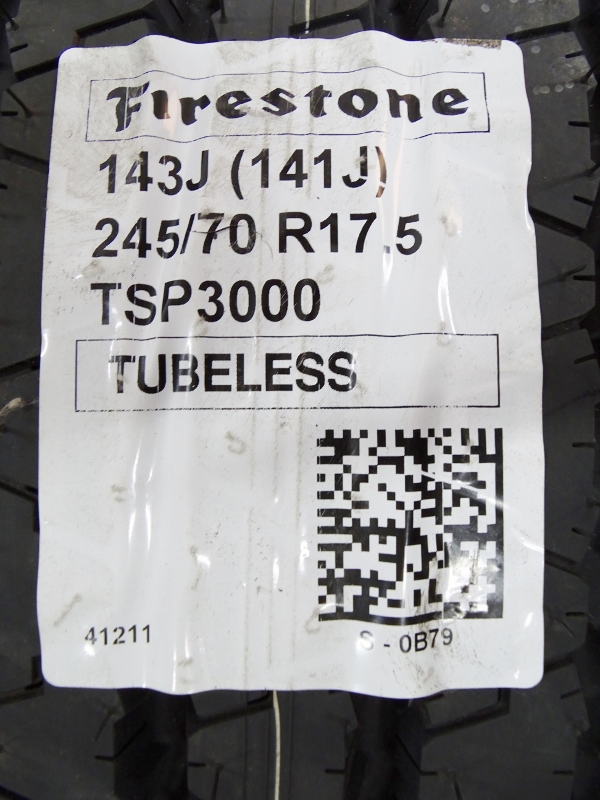 Firestone
143J (141J)
245/70 R17.5
TSP3000
TUBELESS
41211
S - 0B79